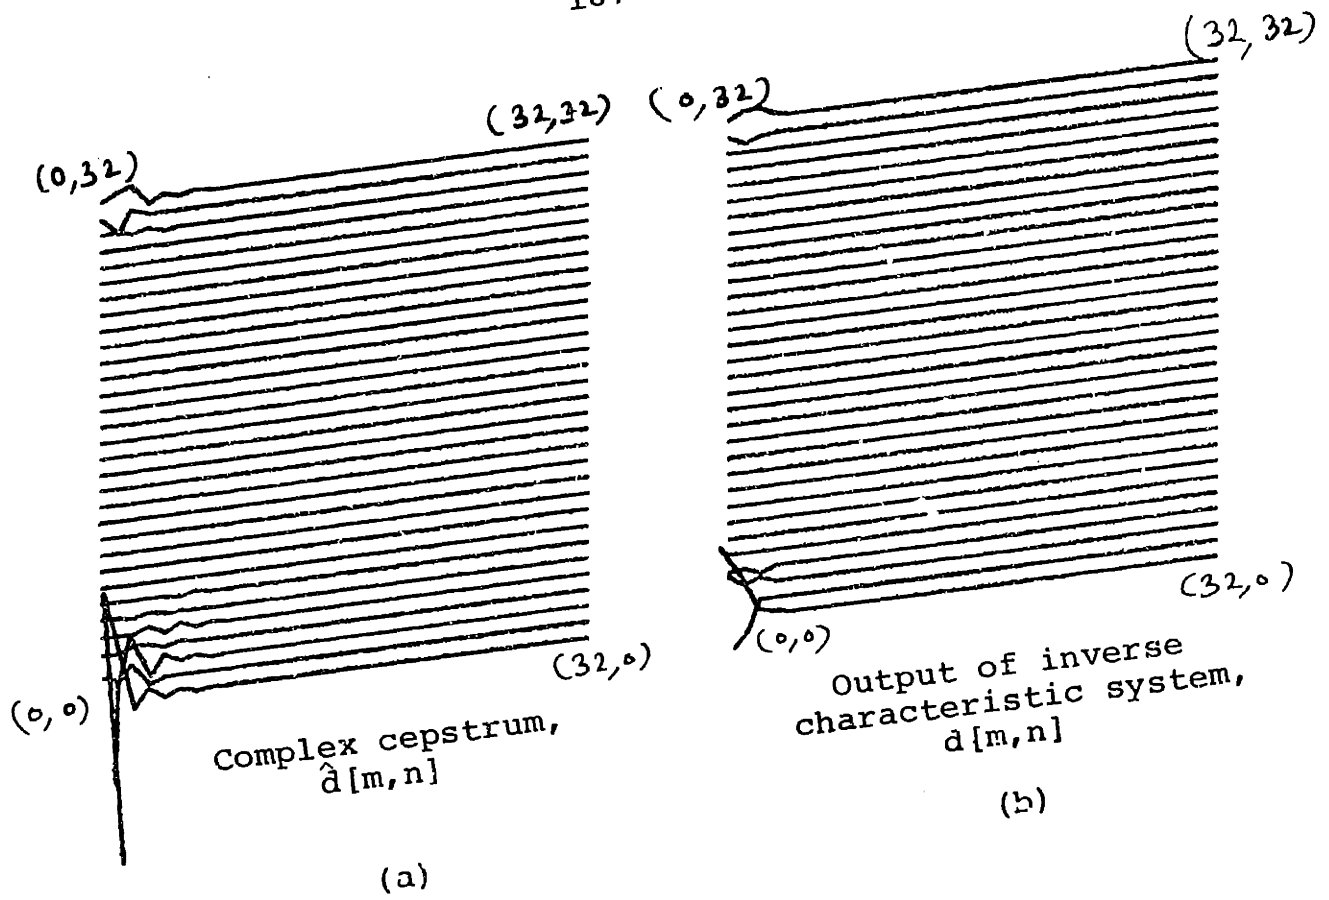 (32,32)
(0,32)
(32,32)
(0,32)
(0,0)
(32,0)
(0,0)
(32,0)
Complex cepstrum,
d̂[m,n]
(a)
Output of inverse
characteristic system,
d[m,n]
(b)